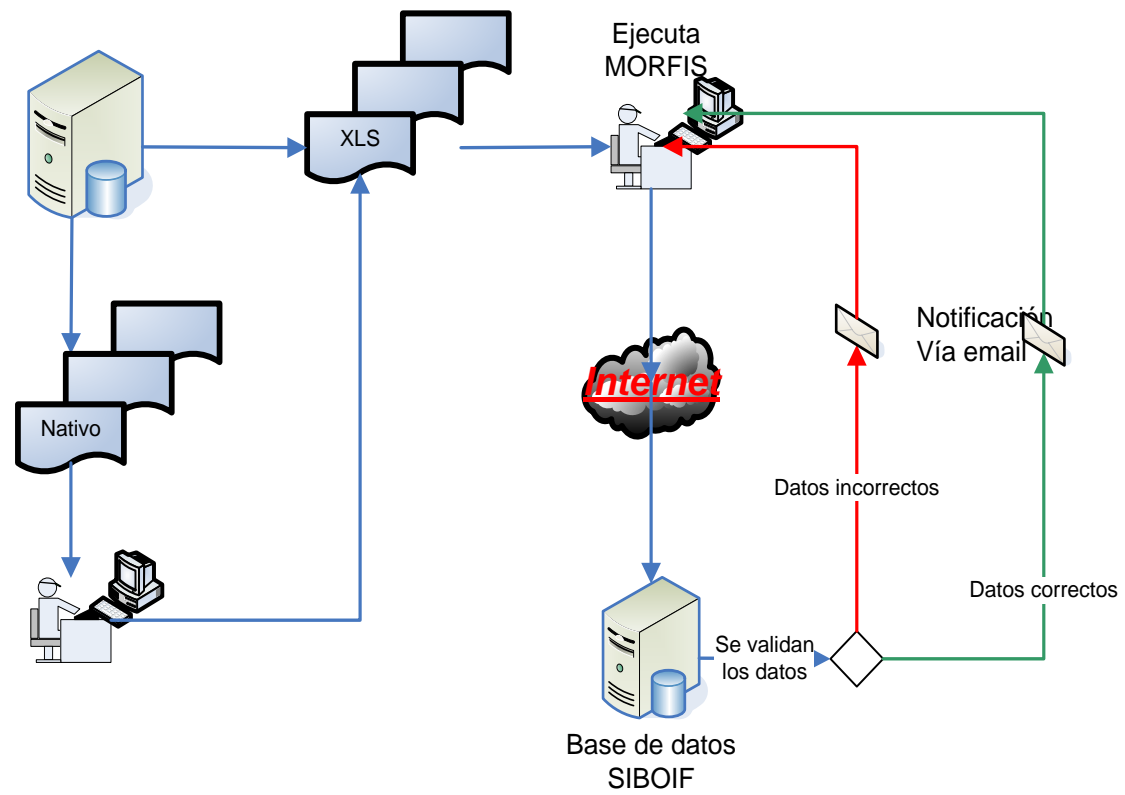 Ejecuta
MORFIS
XLS
Nativo
Internet
Notificación
Vía email
Datos incorrectos
Datos correctos
Se validan
los datos
Base de datos
SIBOIF